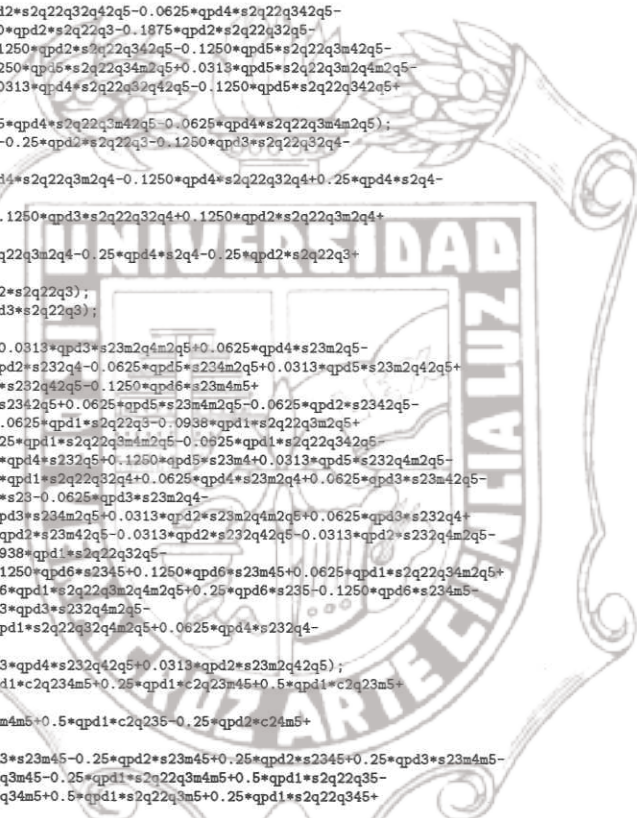 d2*s2q22q32q42q5-0.0625*qpd4*s2q22q342q5-
0*qpd2*s2q22q3-0.1875*qpd2*s2q22q32q5-
1250*qpd2*s2q22q342q5-0.1250*qpd5*s2q22q3m42q5-
250*qpd5*s2q22q34m2q5+0.0313*qpd5*s2q22q3m2q4m2q5-
0313*qpd4*s2q22q32q42q5-0.1250*qpd5*s2q22q342q5+
5*qpd4*s2q22q3m42q5-0.0625*qpd4*s2q22q3m4m2q5);
-0.25*qpd2*s2q22q3-0.1250*qpd3*s2q22q32q4-
d4*s2q22q3m2q4-0.1250*qpd4*s2q22q32q4+0.25*qpd4*s2q4-
.1250*qpd3*s2q22q32q4+0.1250*qpd2*s2q22q3m2q4+
q22q3m2q4-0.25*qpd4*s2q4-0.25*qpd2*s2q22q3+
2*s2q22q3);
d3*s2q22q3);
UNIVERSIDAD
0.0313*qpd3*s23m2q4m2q5+0.0625*qpd4*s23m2q5-
pd2*s232q4-0.0625*qpd5*s234m2q5+0.0313*qpd5*s23m2q42q5+
*s232q42q5-0.1250*qpd6*s23m4m5+
s2342q5+0.0625*qpd5*s23m4m2q5-0.0625*qpd2*s2342q5-
.0625*qpd1*s2q22q3-0.0938*qpd1*s2q22q3m2q5+
25*qpd1*s2q22q3m4m2q5-0.0625*qpd1*s2q22q342q5-
*qpd4*s232q5+0.1250*qpd5*s23m4+0.0313*qpd5*s232q4m2q5-
*qpd1*s2q22q32q4+0.0625*qpd4*s23m2q4+0.0625*qpd3*s23m42q5-
*s23-0.0625*qpd3*s23m2q4-
pd3*s234m2q5+0.0313*qpd2*s23m2q4m2q5+0.0625*qpd3*s232q4+
qpd2*s23m42q5-0.0313*qpd2*s232q42q5-0.0313*qpd2*s232q4m2q5-
938*qpd1*s2q22q32q5-
1250*qpd6*s2345+0.1250*qpd6*s23m45+0.0625*qpd1*s2q22q34m2q5+
6*qpd1*s2q22q3m2q4m2q5+0.25*qpd6*s235-0.1250*qpd6*s234m5-
3*qpd3*s232q4m2q5-
pd1*s2q22q32q4m2q5+0.0625*qpd4*s232q4-
3*qpd4*s232q42q5+0.0313*qpd2*s23m2q42q5);
d1*c2q234m5+0.25*qpd1*c2q23m45+0.5*qpd1*c2q23m5+
m4m5+0.5*qpd1*c2q235-0.25*qpd2*c24m5+
3*s23m45-0.25*qpd2*s23m45+0.25*qpd2*s2345+0.25*qpd3*s23m4m5-
q3m45-0.25*qpd1*s2q22q3m4m5+0.5*qpd1*s2q22q35-
q34m5+0.5*qpd1*s2q22q3m5+0.25*qpd1*s2q22q345+